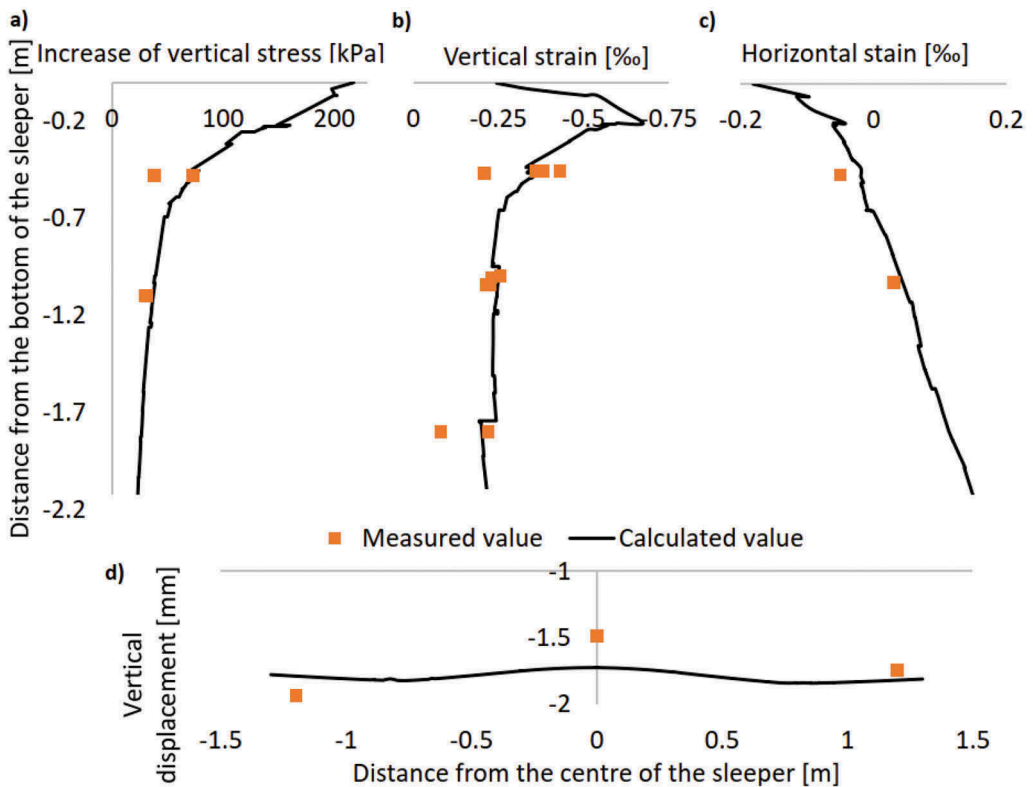 a)
Increase of vertical stress [kPa]
b)
Vertical strain [‰]
c)
Horizontal stain [‰]
Distance from the bottom of the sleeper [m]
0 100 200
0 -0.25 -0.5 -0.75
-0.2 0 0.2
-0.2
-0.7
-1.2
-1.7
-2.2
Measured value
Calculated value
d)
Vertical
displacement [mm]
-1
-1.5
-2
-1.5 -1 -0.5 0 0.5 1 1.5
Distance from the centre of the sleeper [m]